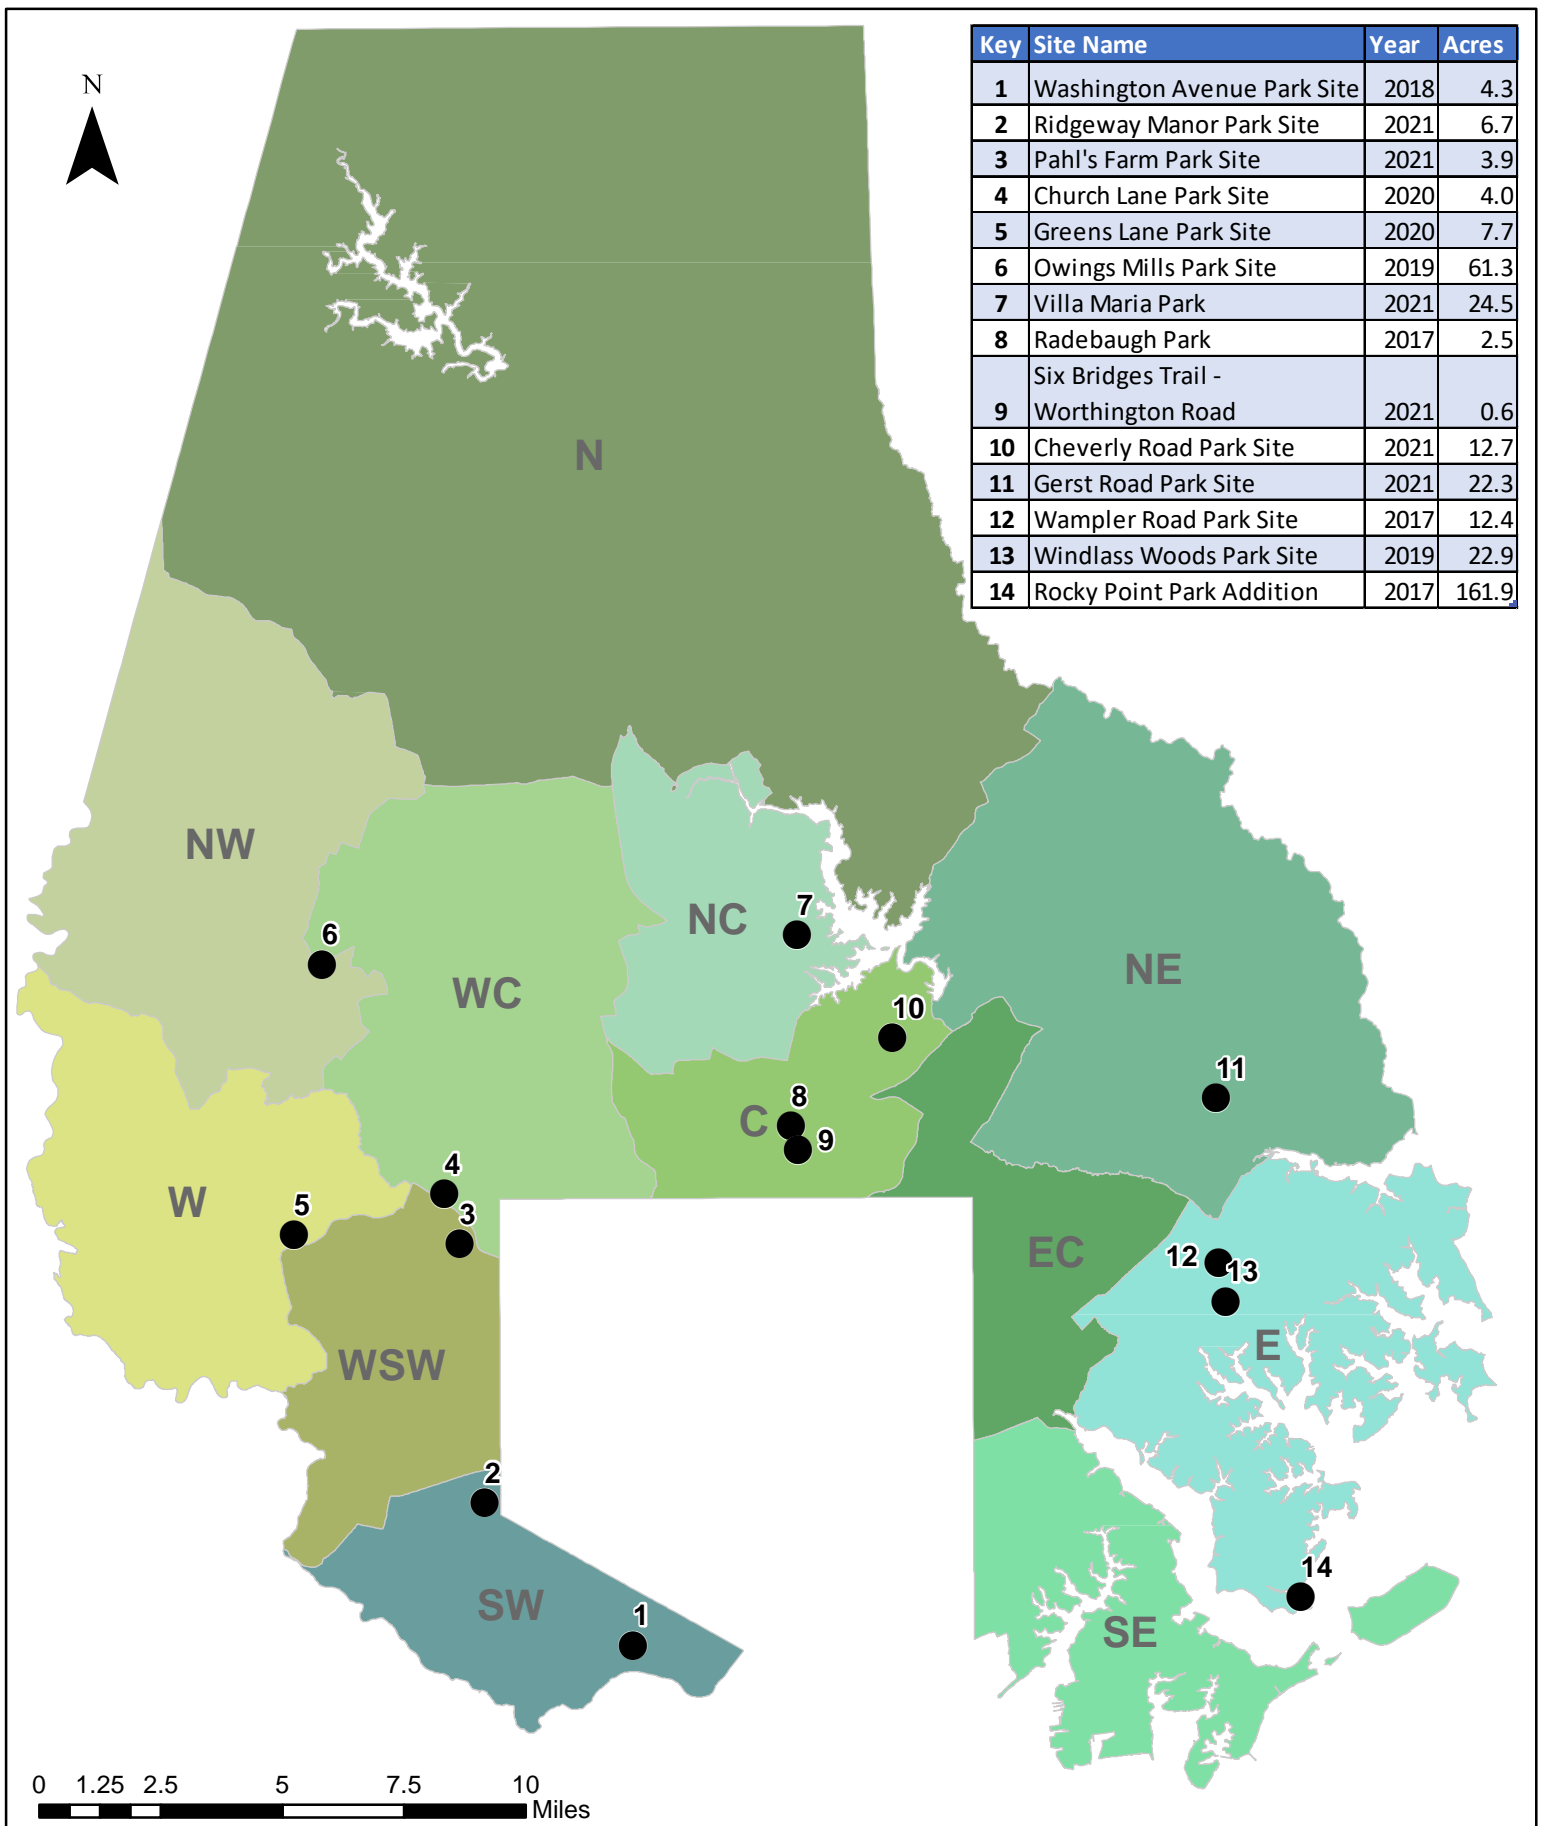 Key Site Name Year Acres
1 Washington Avenue Park Site 2018 4.3
2 Ridgeway Manor Park Site 2021 6.7
3 Pahl's Farm Park Site 2021 3.9
4 Church Lane Park Site 2020 4.0
5 Greens Lane Park Site 2020 7.7
6 Owings Mills Park Site 2019 61.3
7 Villa Maria Park 2021 24.5
8 Radebaugh Park 2017 2.5
Six Bridges Trail -
9 Worthington Road 2021 0.6
10 Cheverly Road Park Site 2021 12.7
11 Gerst Road Park Site 2021 22.3
12 Wampler Road Park Site 2017 12.4
13 Windlass Woods Park Site 2019 22.9
14 Rocky Point Park Addition 2017 161.9
N
N
NW
NC
7
6
WC
NE
10
11
8
C
9
4
W
5
3
EC
12
13
E
WSW
2
14
SW
1
SE
0 1.25 2.5 5 7.5 10
Miles